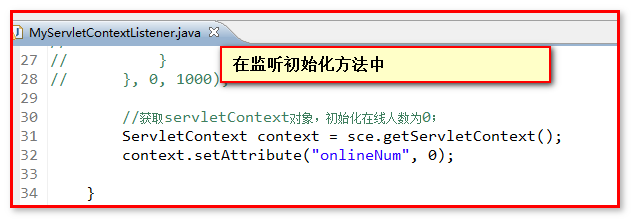 MyServletContextListener.java
在监听初始化方法中
27 // }
28 // }, 0, 1000);
29
30 //获取servletContext对象，初始化在线人数为0；
31 ServletContext context = sce.getServletContext();
32 context.setAttribute("onlineNum", 0);
33
34 }